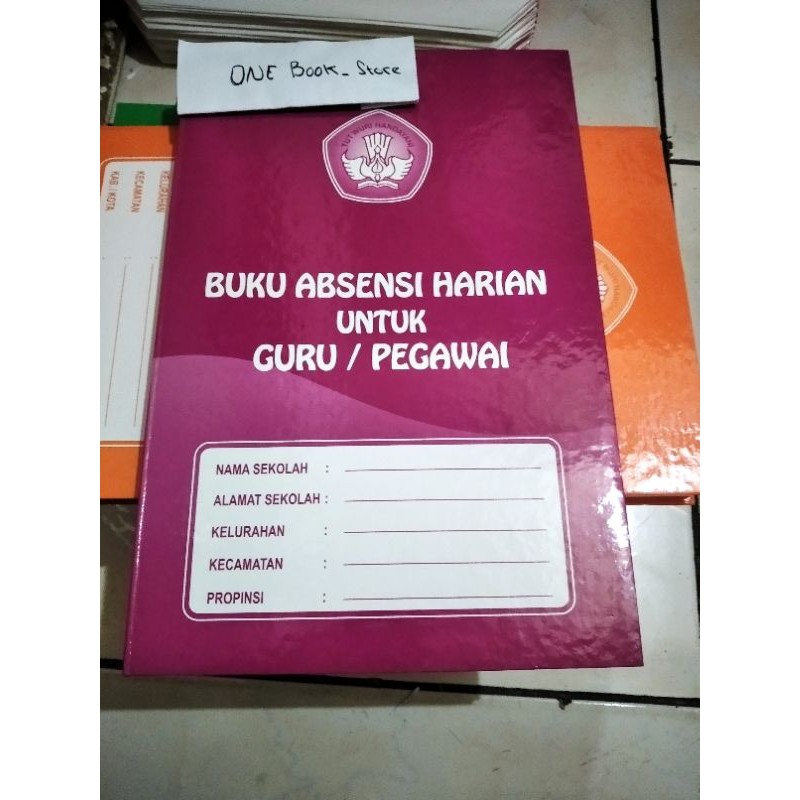 ONE Book_Store
TUT WURI HANDAYANI
BUKU ABSENSI HARIAN
UNTUK
GURU / PEGAWAI
NAMA SEKOLAH :
ALAMAT SEKOLAH :
KELURAHAN :
KECAMATAN :
PROPINSI :
KELURAHAN
KECAMATAN
KAB / KOTA